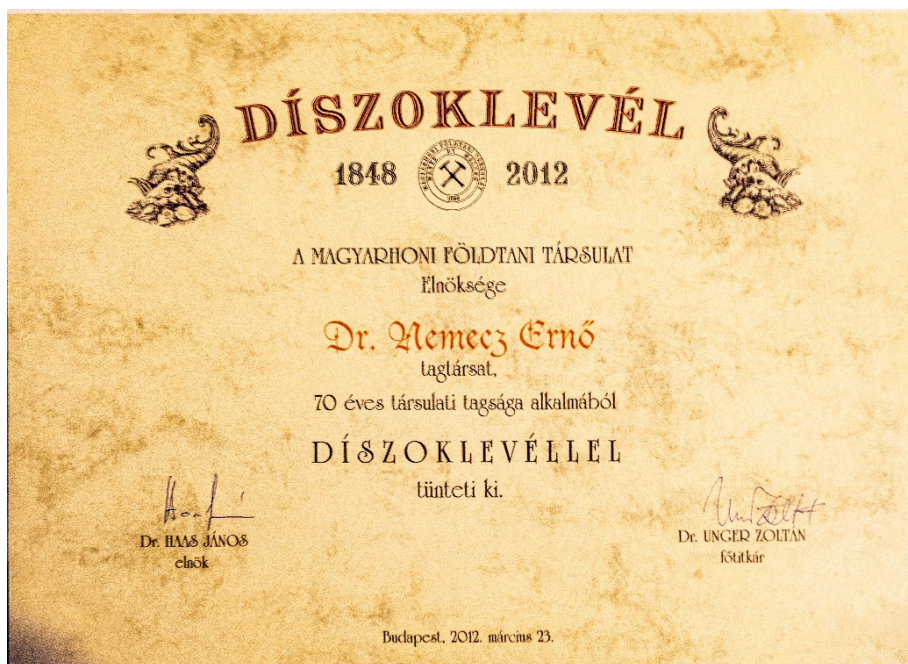 DÍSZOKLEVÉL
1848 2012
A MAGYARHONI FÖLDTANI TÁRSULAT
Elnöksége
Dr. Nemecz Ernő
tagtársat,
70 éves társulati tagsága alkalmából
DÍSZOKLEVÉLLEL
tünteti ki.
Dr. HAAS JÁNOS
elnök
Dr. UNGER ZOLTÁN
főtitkár
Budapest, 2012. március 23.